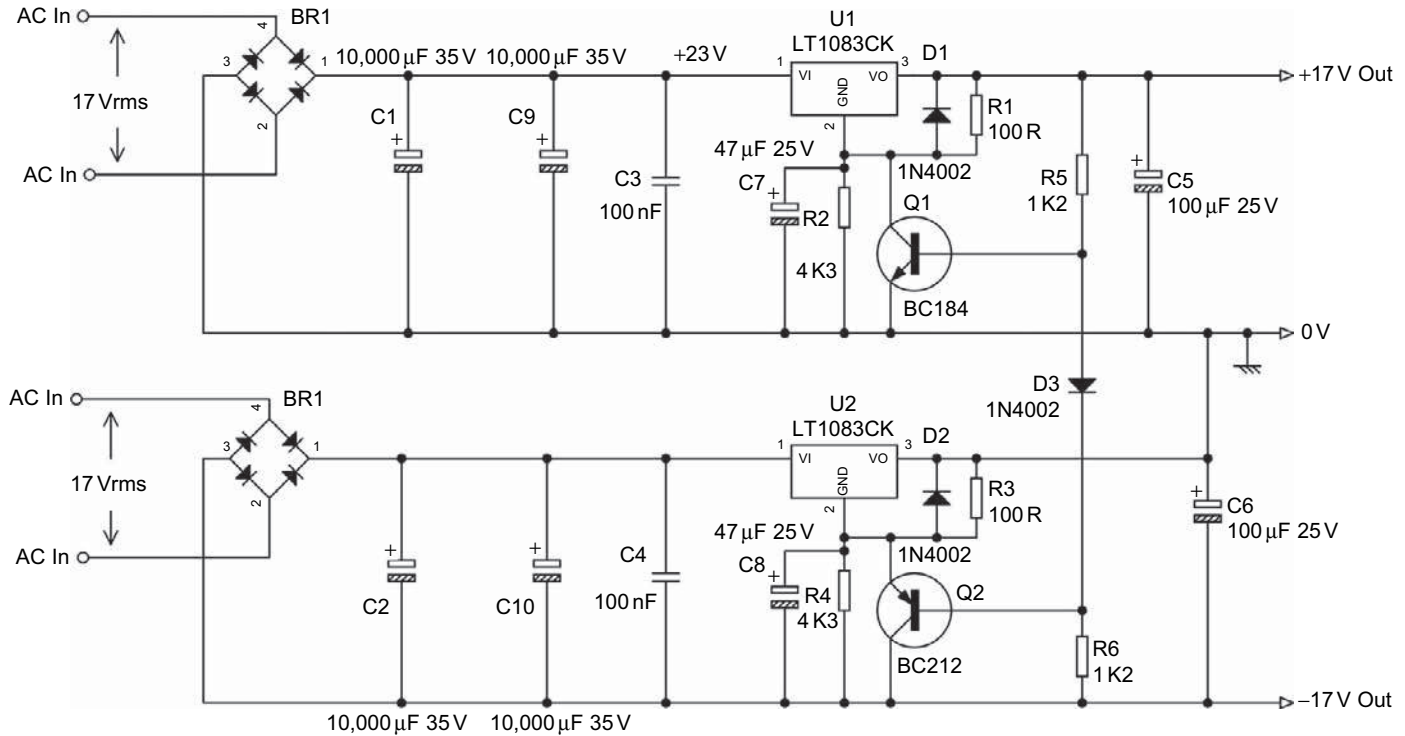 AC In
BR1
4
3
1
2
17 Vrms
AC In
10,000 µF 35 V
10,000 µF 35 V
+23 V
C1
+
C9
+
C3
100 nF
U1
LT1083CK
1
VI
VO
3
GND
2
D1
1N4002
R1
100R
47 µF 25 V
C7
+
R2
4 K3
Q1
BC184
R5
1 K2
+
C5
100 µF 25 V
+17 V Out
0 V
D3
1N4002
AC In
BR1
4
3
1
2
17 Vrms
AC In
+
C2
+
C10
C4
100 nF
10,000 µF 35 V
10,000 µF 35 V
U2
LT1083CK
1
VI
VO
3
GND
2
D2
1N4002
R3
100 R
47 µF 25 V
C8
+
R4
4 K3
Q2
BC212
R6
1 K2
+
C6
100 µF 25 V
−17 V Out